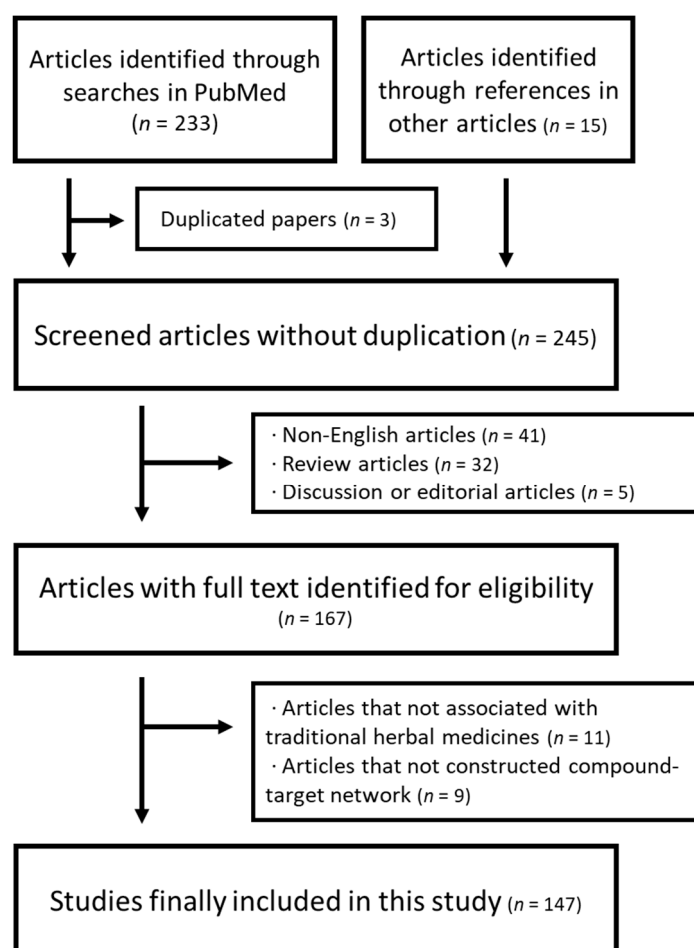 Articles identified through
searches in PubMed
(n = 233)
Articles identified
through references in
other articles (n = 15)
Duplicated papers (n = 3)
Screened articles without duplication (n = 245)
· Non-English articles (n = 41)
· Review articles (n = 32)
· Discussion or editorial articles (n = 5)
Articles with full text identified for eligibility
(n = 167)
· Articles that not associated with
traditional herbal medicines (n = 11)
· Articles that not constructed compound-
target network (n = 9)
Studies finally included in this study (n = 147)